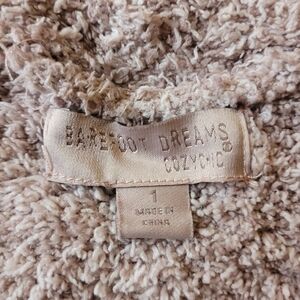 BAREFOOT DREAMS®
COZYCHIC
1
MADE IN
CHINA